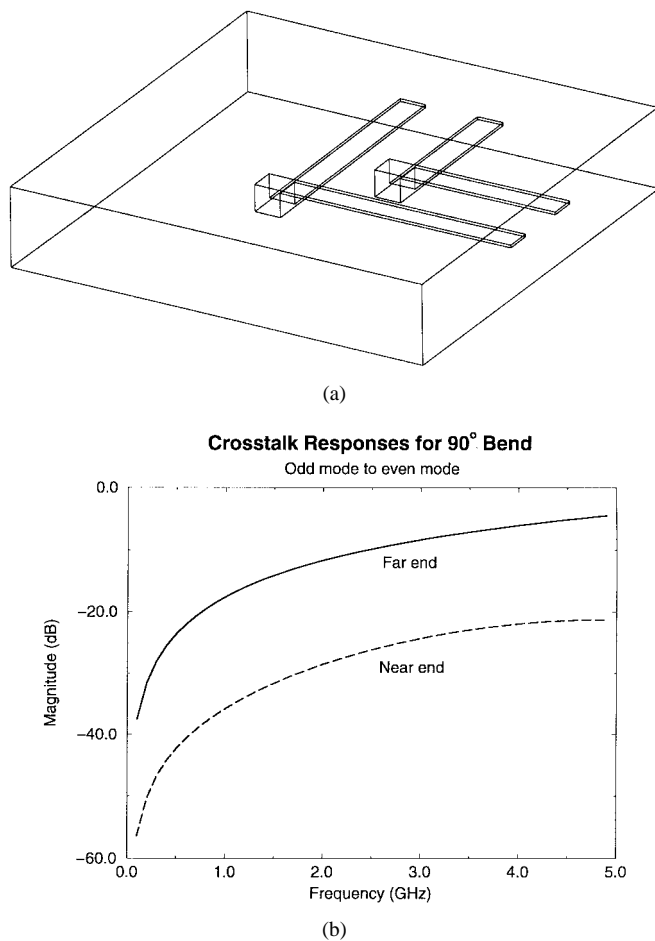 (a)
Crosstalk Responses for 90° Bend
Odd mode to even mode
0.0
−20.0
−40.0
−60.0
Magnitude (dB)
Far end
Near end
0.0 1.0 2.0 3.0 4.0 5.0
Frequency (GHz)
(b)